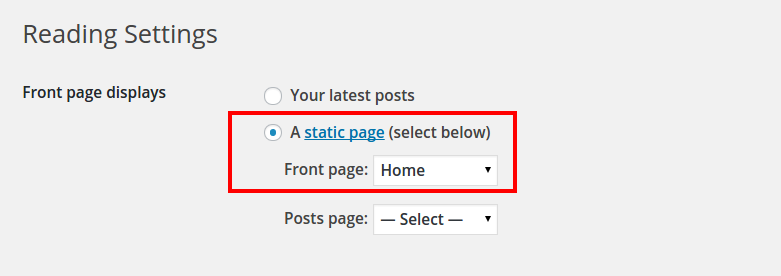 Reading Settings
Front page displays
Your latest posts
A static page (select below)
Front page: Home
Posts page: — Select —